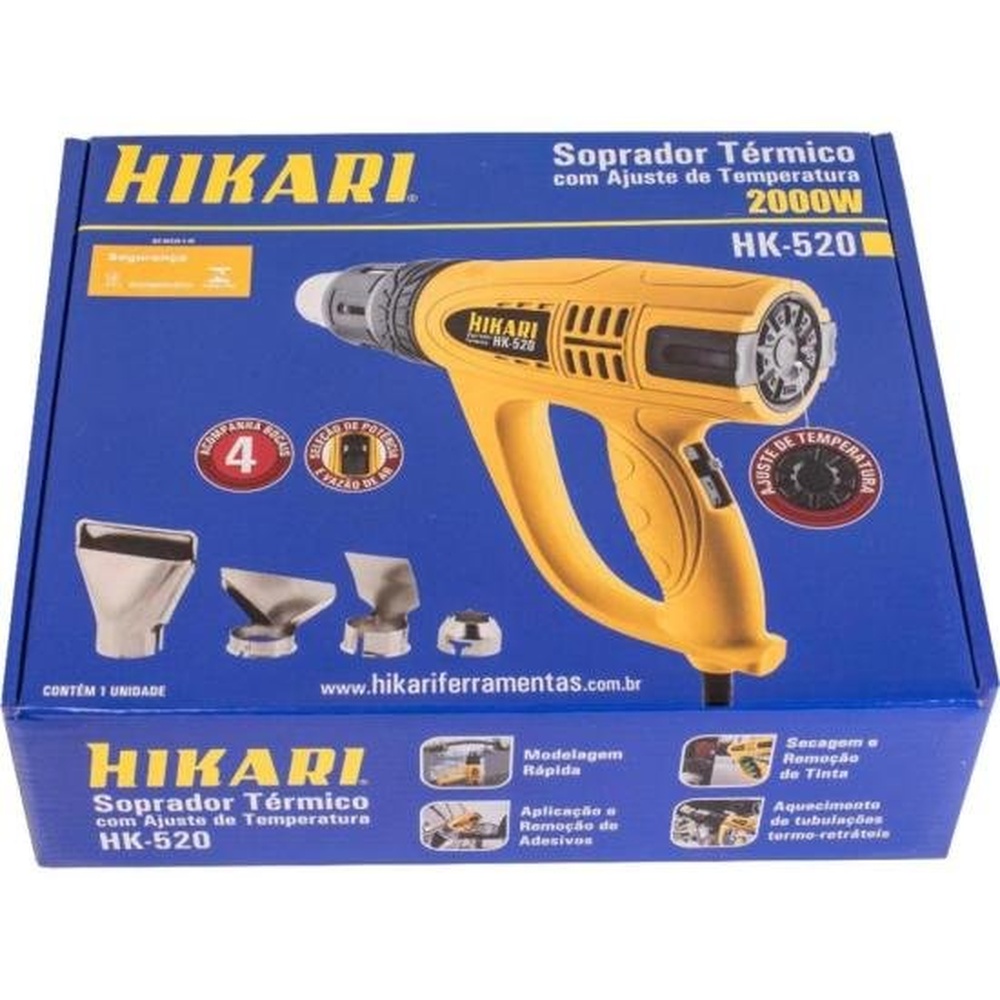 HIKARI
Soprador Térmico
com Ajuste de Temperatura
2000W
HK-520
Segurança
HIKARI
HK-520
ACOMPANHA BOCAIS
4
SELEÇÃO DE POTÊNCIA
E VAZÃO DE AR
AJUSTE DE TEMPERATURA
CONTÉM 1 UNIDADE
www.hikariferramentas.com.br
HIKARI
Soprador Térmico
com Ajuste de Temperatura
HK-520
Modelagem
Rápida
Aplicação e
Remoção de
Adesivos
Secagem e
Remoção
de Tinta
Aquecimento
de tubulações
termo-retráteis